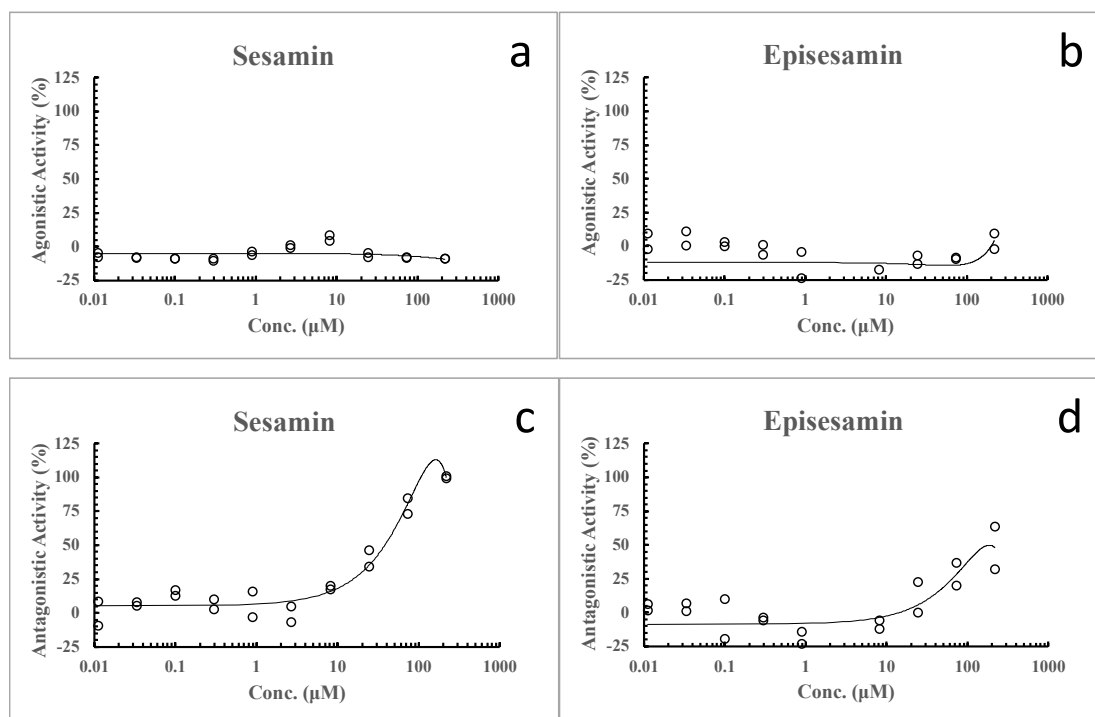 Sesamin
a
Agonistic Activity (%)
125
100
75
50
25
0
-25
0.01 0.1 1 10 100 1000
Conc. (μM)
Episesamin
b
Agonistic Activity (%)
125
100
75
50
25
0
-25
0.01 0.1 1 10 100 1000
Conc. (μM)
Sesamin
c
Antagonistic Activity (%)
125
100
75
50
25
0
-25
0.01 0.1 1 10 100 1000
Conc. (μM)
Episesamin
d
Antagonistic Activity (%)
125
100
75
50
25
0
-25
0.01 0.1 1 10 100 1000
Conc. (μM)